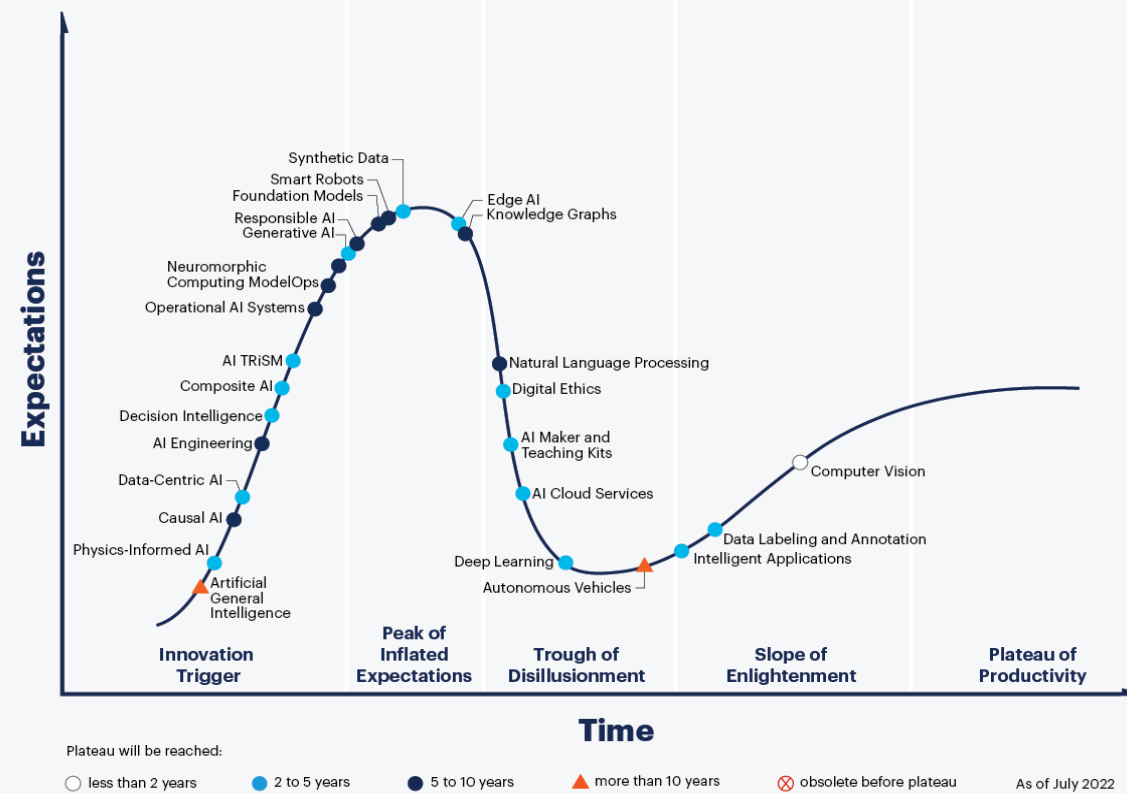 Expectations
Synthetic Data
Smart Robots
Foundation Models
Responsible AI
Generative AI
Neuromorphic
Computing ModelOps
Operational AI Systems
AI TRiSM
Composite AI
Decision Intelligence
AI Engineering
Data-Centric AI
Causal AI
Physics-Informed AI
Artificial
General
Intelligence
Edge AI
Knowledge Graphs
Natural Language Processing
Digital Ethics
AI Maker and
Teaching Kits
AI Cloud Services
Deep Learning
Autonomous Vehicles
Computer Vision
Data Labeling and Annotation
Intelligent Applications
Innovation
Trigger
Peak of
Inflated
Expectations
Trough of
Disillusionment
Slope of
Enlightenment
Plateau of
Productivity
Time
Plateau will be reached:
less than 2 years
2 to 5 years
5 to 10 years
more than 10 years
obsolete before plateau
As of July 2022